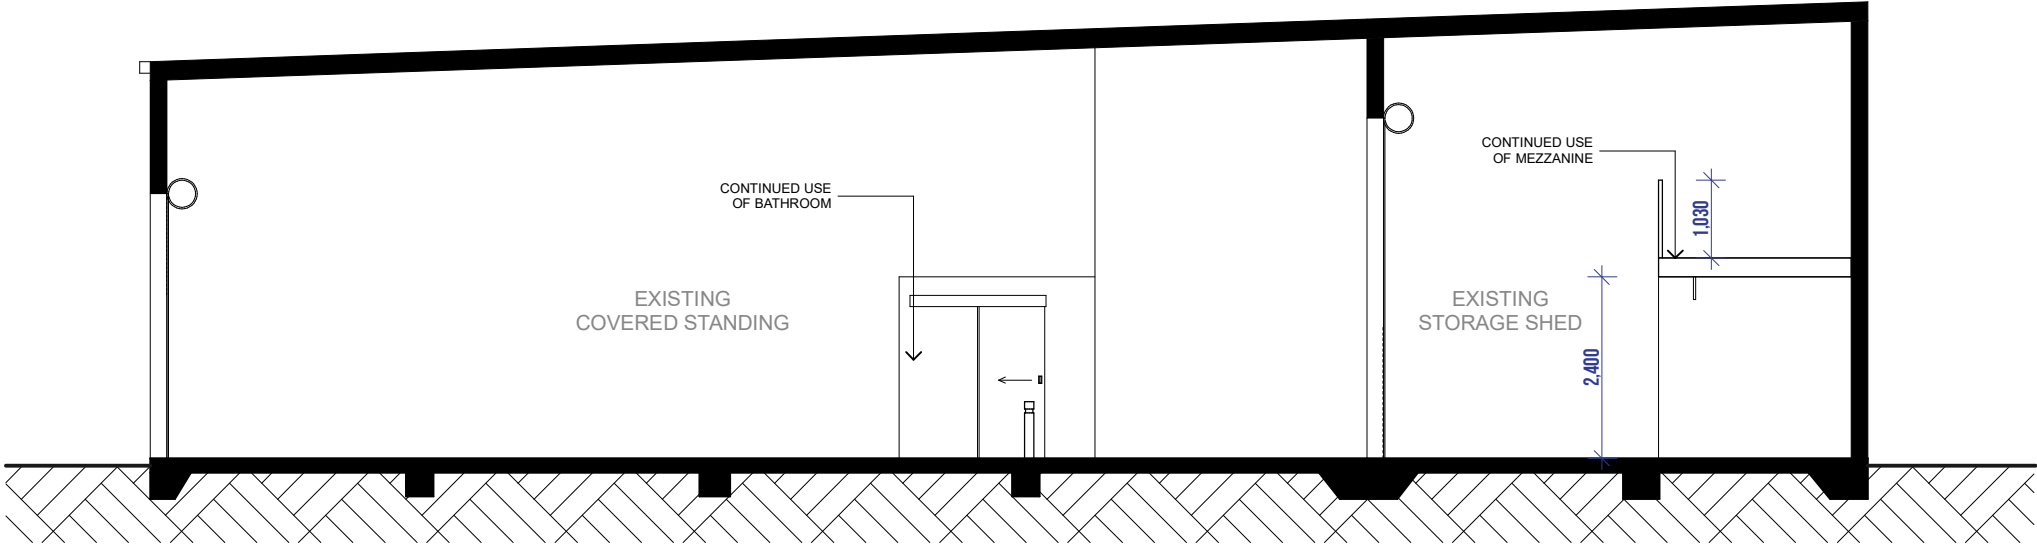 CONTINUED USE
OF MEZZANINE
CONTINUED USE
OF BATHROOM
1,030
EXISTING
COVERED STANDING
EXISTING
STORAGE SHED
2,400